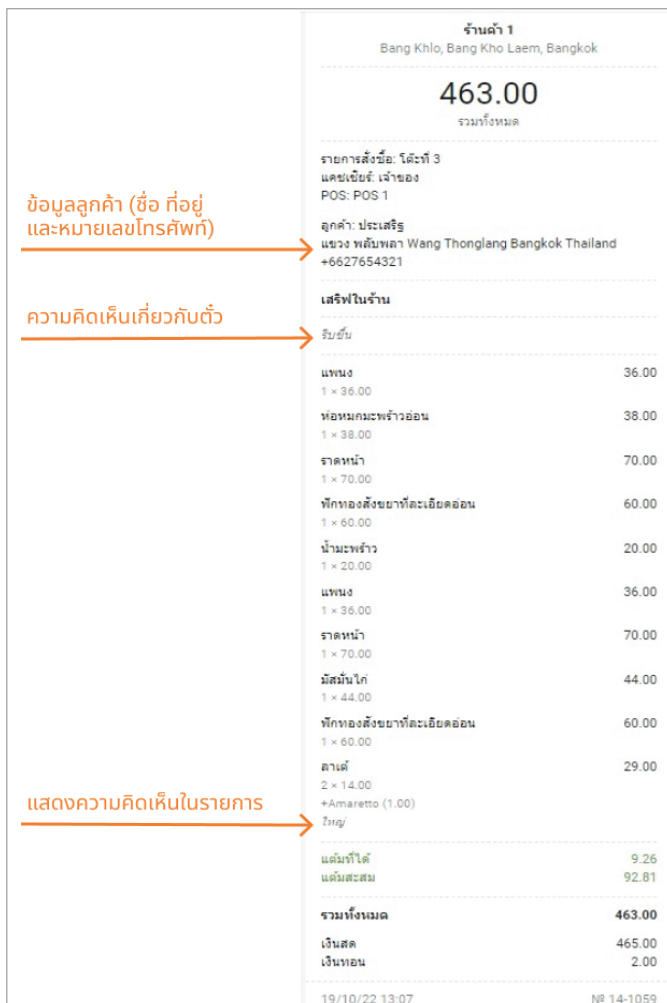 ร้านค้า 1
Bang Khlo, Bang Kho Laem, Bangkok
463.00
รวมทั้งหมด
รายการสั่งซื้อ: โต๊ะที่ 3
แคชเชียร์: เจ้าของ
POS: POS 1
ข้อมูลลูกค้า (ชื่อ ที่อยู่
และหมายเลขโทรศัพท์)
ลูกค้า: ประเสริฐ
แขวง พลับพลา Wang Thonglang Bangkok Thailand
+6627654321
เสริฟในร้าน
ความคิดเห็นเกี่ยวกับตั๋ว
รีบขึ้น
แพนง 36.00
1 × 36.00
ห่อหมกมะพร้าวอ่อน 38.00
1 × 38.00
ราดหน้า 70.00
1 × 70.00
ฟักทองสังขยาที่ละเอียดอ่อน 60.00
1 × 60.00
น้ำมะพร้าว 20.00
1 × 20.00
แพนง 36.00
1 × 36.00
ราดหน้า 70.00
1 × 70.00
มัสมั่นไก่ 44.00
1 × 44.00
ฟักทองสังขยาที่ละเอียดอ่อน 60.00
1 × 60.00
ลาเต้ 29.00
2 × 14.00
+Amaretto (1.00)
แสดงความคิดเห็นในรายการ
ใหญ่
แต้มที่ได้ 9.26
แต้มสะสม 92.81
รวมทั้งหมด 463.00
เงินสด 465.00
เงินทอน 2.00
19/10/22 13:07 № 14-1059